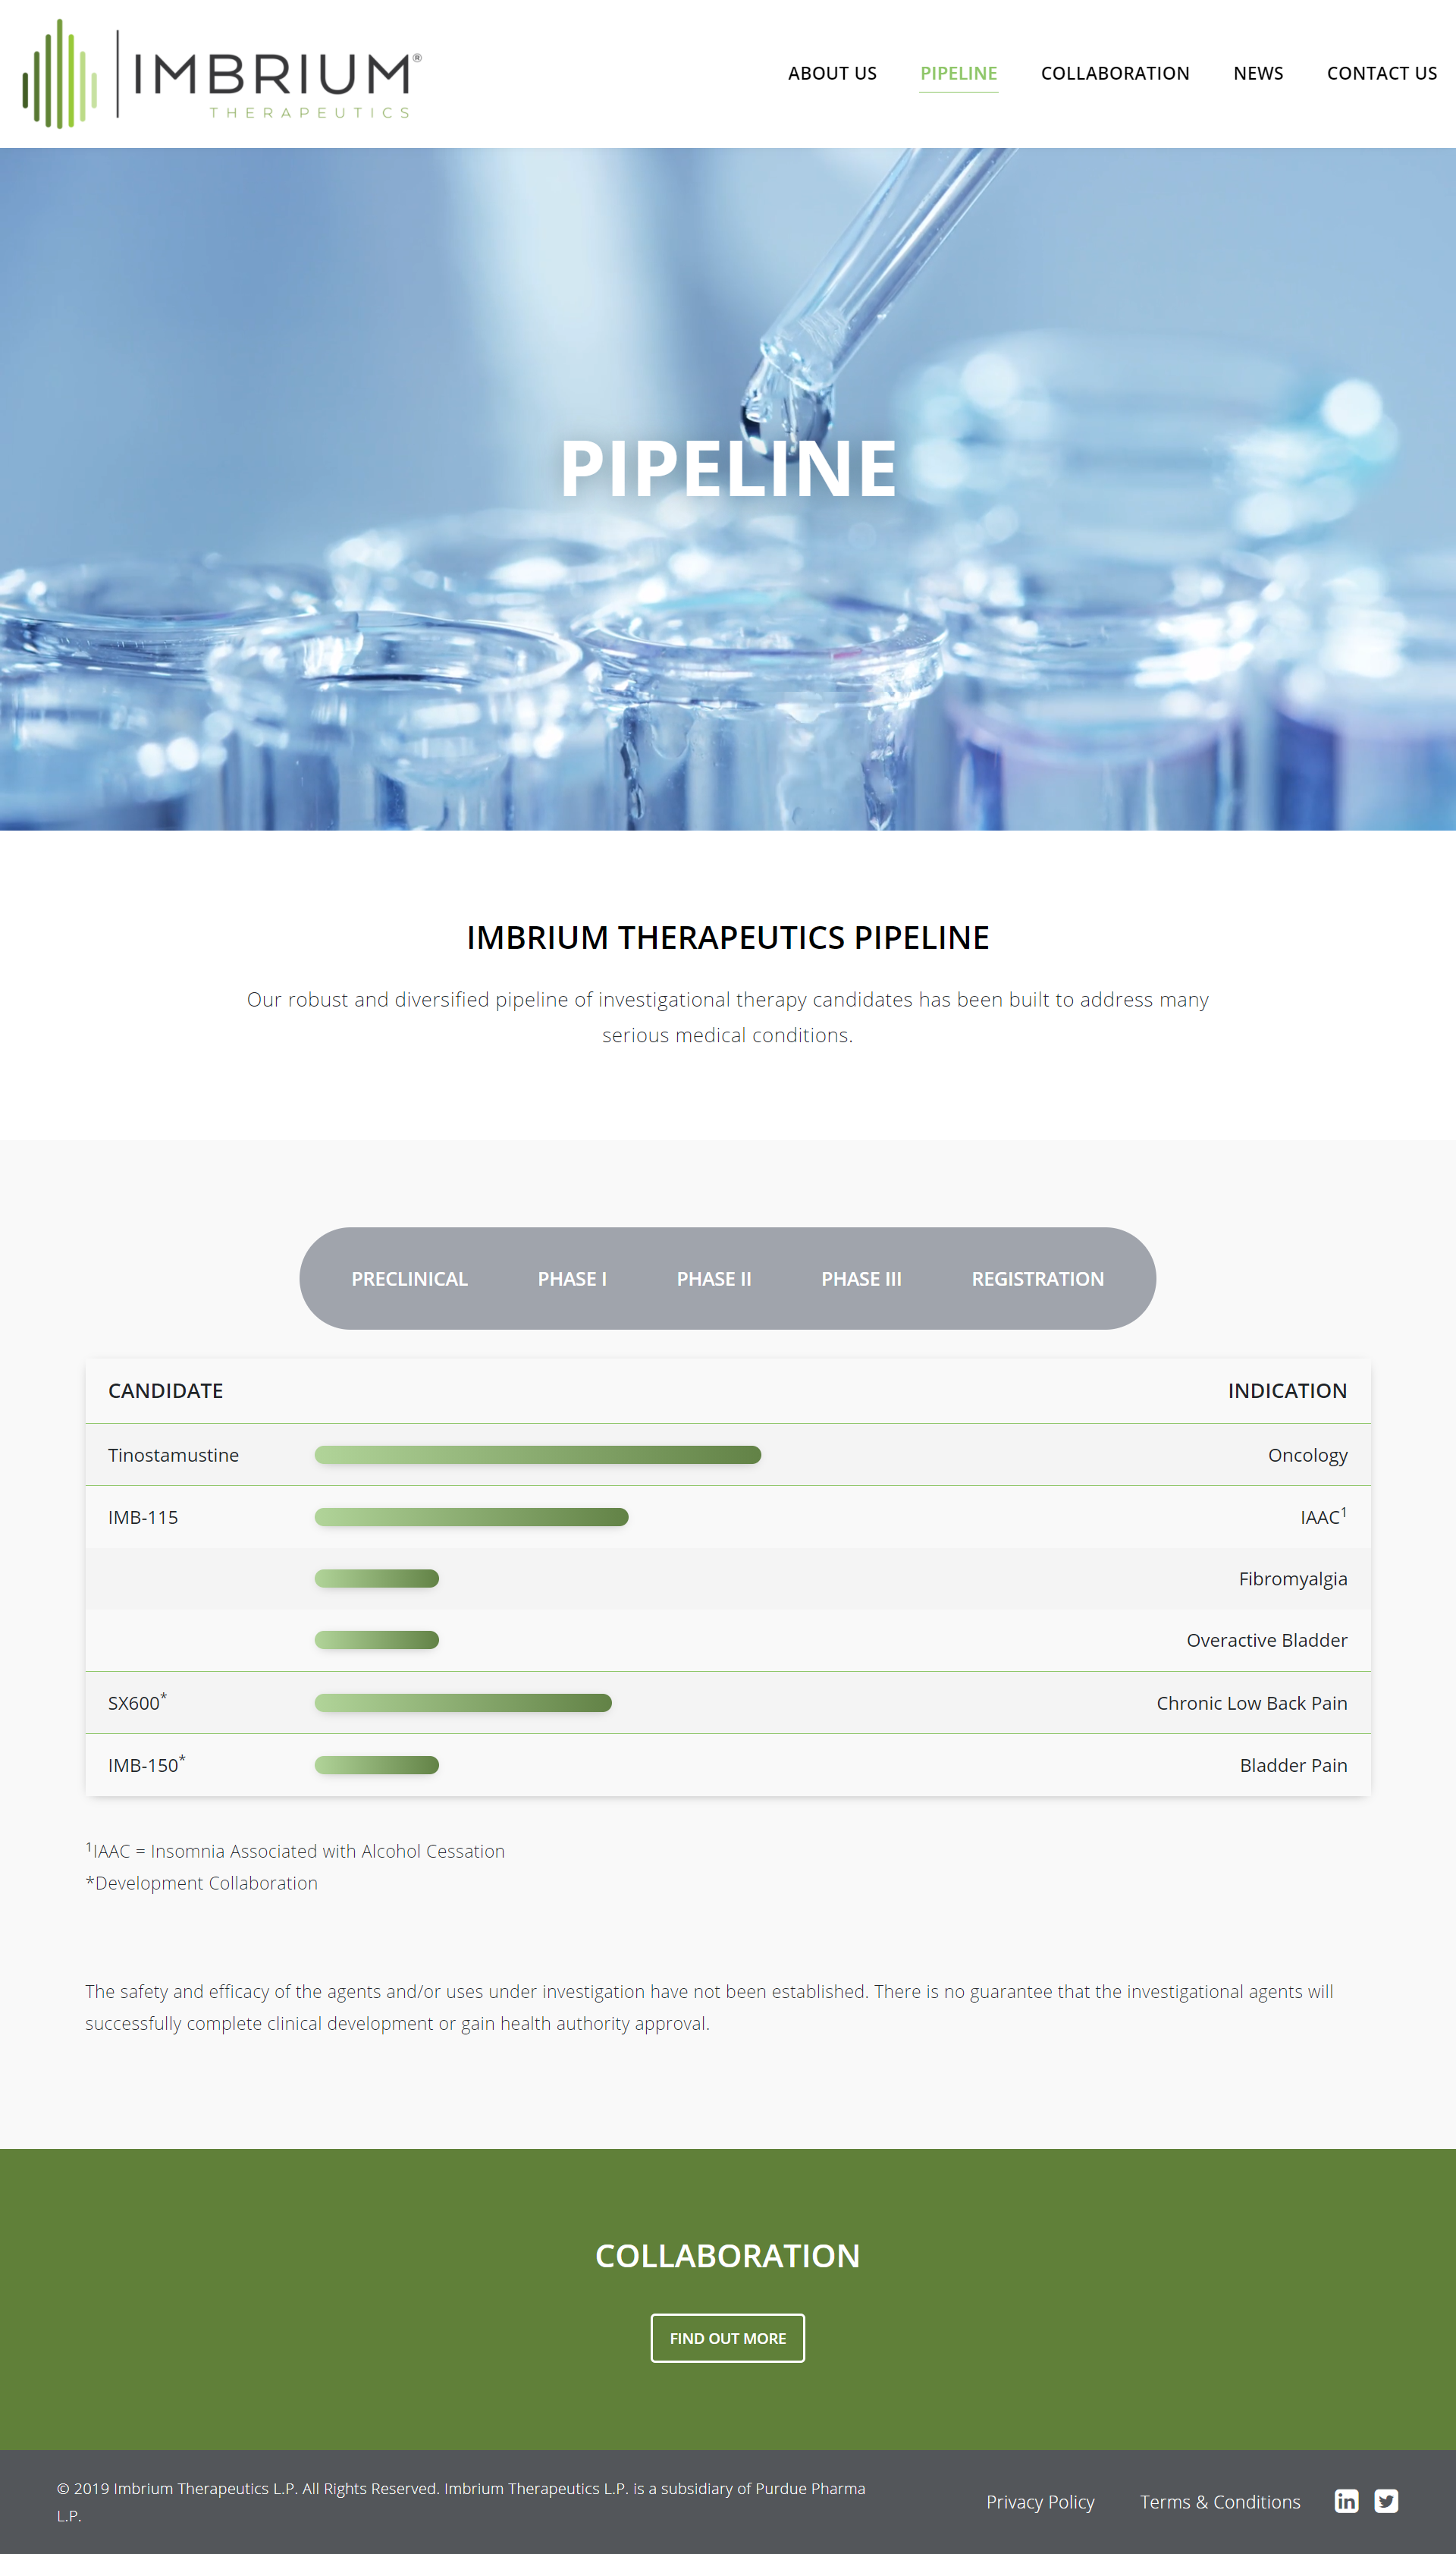 IMBRIUM®
THERAPEUTICS
ABOUT US PIPELINE COLLABORATION NEWS CONTACT US
PIPELINE
IMBRIUM THERAPEUTICS PIPELINE
Our robust and diversified pipeline of investigational therapy candidates has been built to address many
serious medical conditions.
PRECLINICAL PHASE I PHASE II PHASE III REGISTRATION
CANDIDATE INDICATION
Tinostamustine Oncology
IMB-115 IAAC¹
Fibromyalgia
Overactive Bladder
SX600* Chronic Low Back Pain
IMB-150* Bladder Pain
¹IAAC = Insomnia Associated with Alcohol Cessation
*Development Collaboration
The safety and efficacy of the agents and/or uses under investigation have not been established. There is no guarantee that the investigational agents will
successfully complete clinical development or gain health authority approval.
COLLABORATION
FIND OUT MORE
© 2019 Imbrium Therapeutics L.P. All Rights Reserved. Imbrium Therapeutics L.P. is a subsidiary of Purdue Pharma
L.P.
Privacy Policy Terms & Conditions in